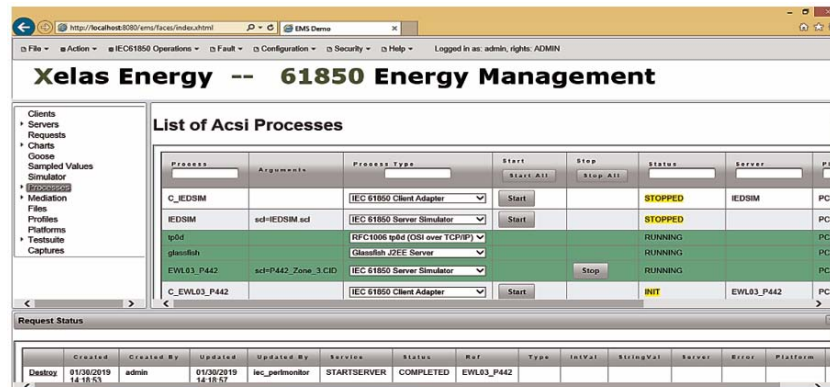 http://localhost:8080/ems/faces/index.xhtml
EMS Demo
File Action IEC61850 Operations Fault Configuration Security Help Logged in as: admin, rights: ADMIN
Xelas Energy -- 61850 Energy Management
Clients
Servers
Requests
Charts
Goose
Sampled Values
Simulator
Processes
Mediation
Files
Profiles
Platforms
Testsuite
Captures
List of Acsi Processes
Process Arguments Process Type Start Stop Status Server
Start All Stop All
C_IEDSIM IEC 61850 Client Adapter Start STOPPED IEDSIM PC
IEDSIM scl=IEDSIM.scl IEC 61850 Server Simulator Start STOPPED PC
tp0d RFC1006 tp0d (OSI over TCP/IP) RUNNING PC
glassfish Glassfish J2EE Server RUNNING PC
EWL03_P442 scl=P442_Zone_3.CID IEC 61850 Server Simulator Stop RUNNING PC
C_EWL03_P442 IEC 61850 Client Adapter Start INIT EWL03_P442 PC
Request Status
Created Created By Updated Updated By Service Status Ref Type IntVal StringVal Server Error Platform
Destroy 01/30/2019 14:18:53 admin 01/30/2019 14:18:57 iec_perlmonitor STARTSERVER COMPLETED EWL03_P442